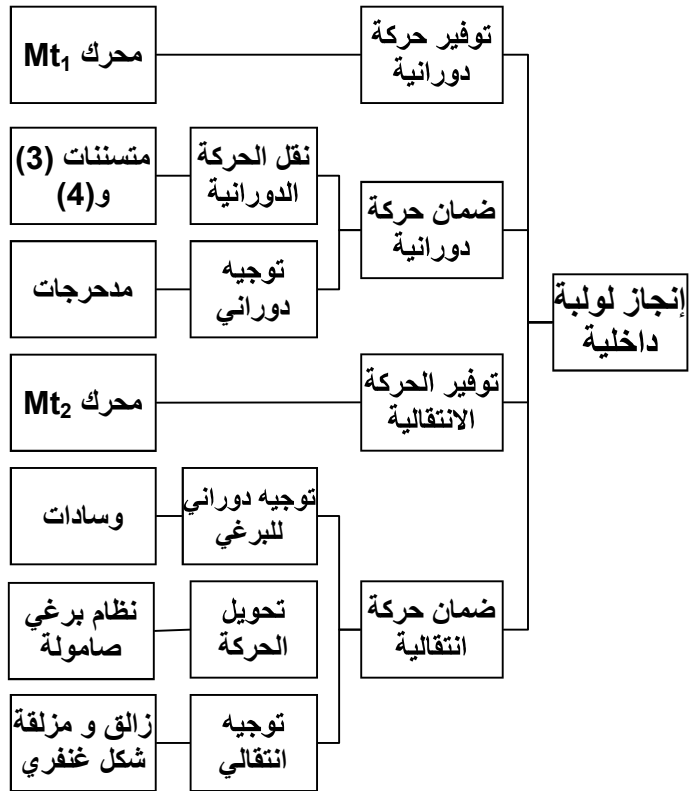 توفير حركة
دورانية
محرك Mt₁
نقل الحركة
الدورانية
متسننات (3)
و(4)
ضمان حركة
دورانية
توجيه
دوراني
مدحرجات
إنجاز لولبة
داخلية
توفير الحركة
الانتقالية
محرك Mt₂
توجيه دوراني
للبرغي
وسادات
ضمان حركة
انتقالية
تحويل
الحركة
نظام برغي
صامولة
توجيه
انتقالي
زالق و مزلقة
شكل غنفري